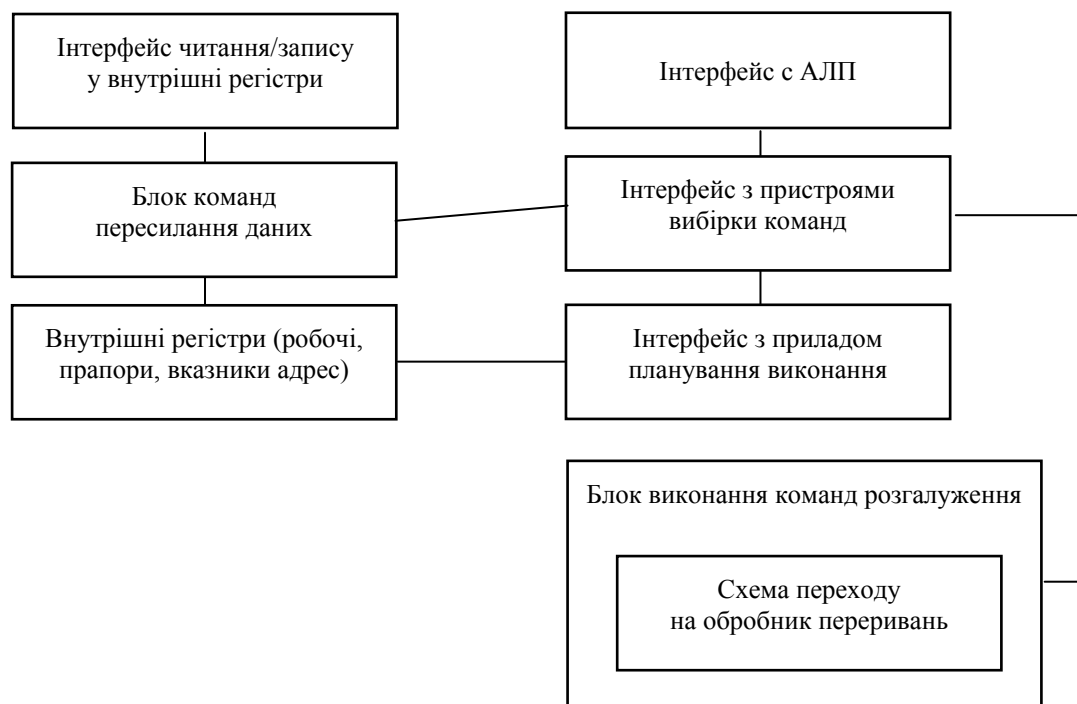 Інтерфейс читання/запису
у внутрішні регістри
Інтерфейс с АЛП
Блок команд
пересилання даних
Інтерфейс з пристроями
вибірки команд
Внутрішні регістри (робочі,
прапори, вказники адрес)
Інтерфейс з приладом
планування виконання
Блок виконання команд розгалуження
Схема переходу
на обробник переривань